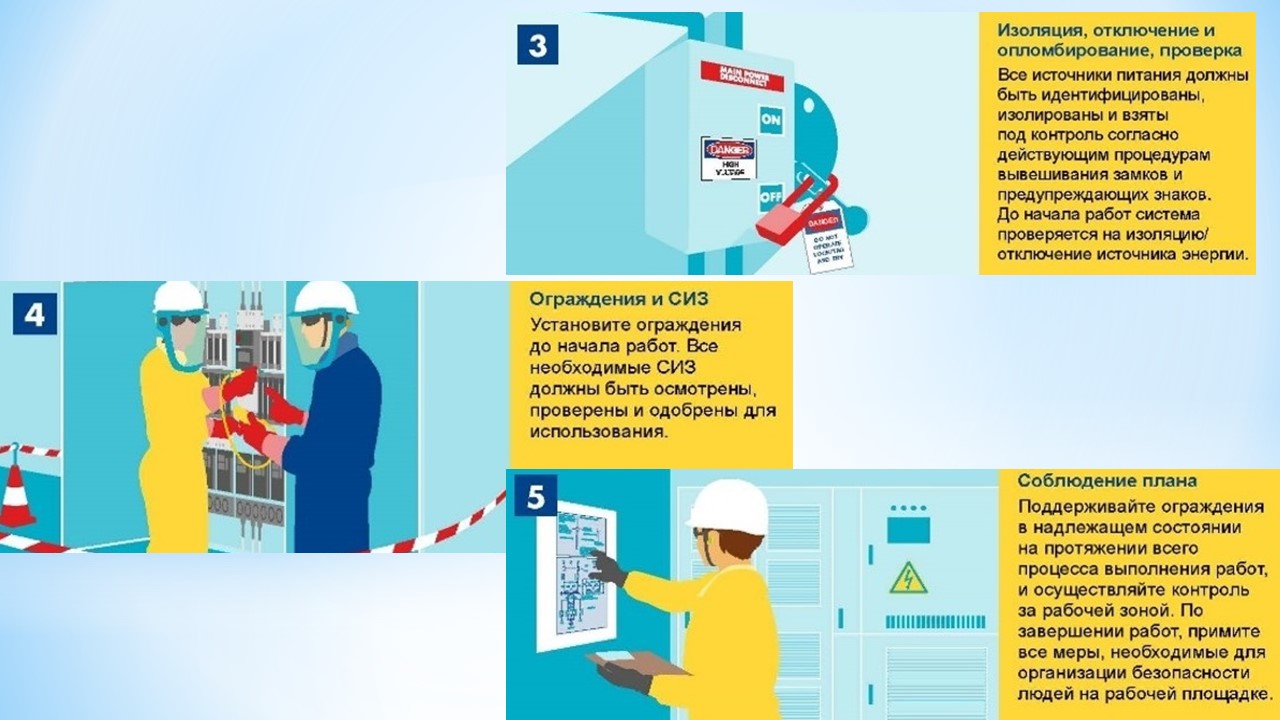 3
MAIN POWER
DISCONNECT
ON
DANGER
HIGH
VOLTAGE
OFF
DANGER
DO NOT
OPERATE
Изоляция, отключение и
опломбирование, проверка
Все источники питания должны
быть идентифицированы,
изолированы и взяты
под контроль согласно
действующим процедурам
вывешивания замков и
предупреждающих знаков.
До начала работ система
проверяется на изоляцию/
отключение источника энергии.
4
Ограждения и СИЗ
Установите ограждения
до начала работ. Все
необходимые СИЗ
должны быть осмотрены,
проверены и одобрены для
использования.
5
Соблюдение плана
Поддерживайте ограждения
в надлежащем состоянии
на протяжении всего
процесса выполнения работ,
и осуществляйте контроль
за рабочей зоной. По
завершении работ, примите
все меры, необходимые для
организации безопасности
людей на рабочей площадке.